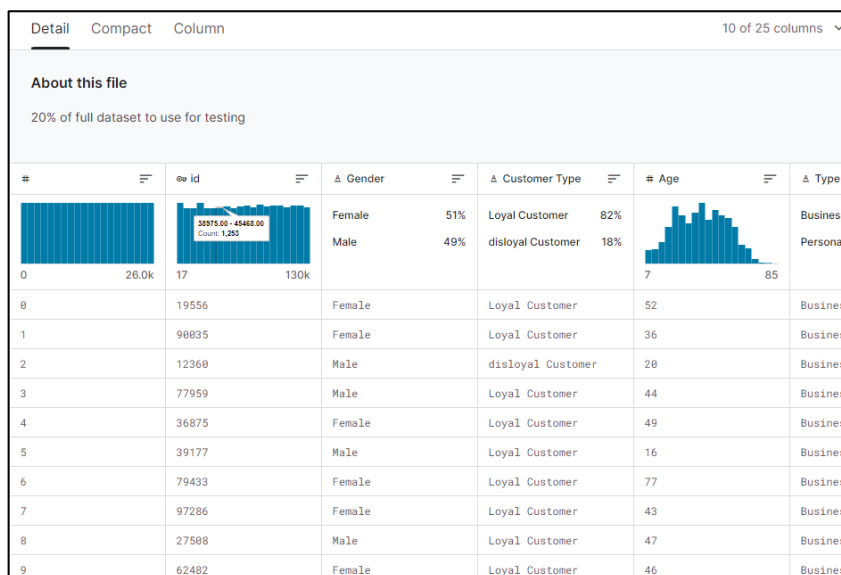 Detail Compact Column 10 of 25 columns
About this file
20% of full dataset to use for testing
# id Gender Customer Type # Age Type
38975.00 - 45468.00
Count: 1,253
Female 51% Loyal Customer 82% Busines
Male 49% disloyal Customer 18% Persona
0 26.0k 17 130k 7 85
0 19556 Female Loyal Customer 52 Busines
1 90035 Female Loyal Customer 36 Busines
2 12360 Male disloyal Customer 20 Busines
3 77959 Male Loyal Customer 44 Busines
4 36875 Female Loyal Customer 49 Busines
5 39177 Male Loyal Customer 16 Busines
6 79433 Female Loyal Customer 77 Busines
7 97286 Female Loyal Customer 43 Busines
8 27508 Male Loyal Customer 47 Busines
9 62482 Female Loyal Customer 46 Busines